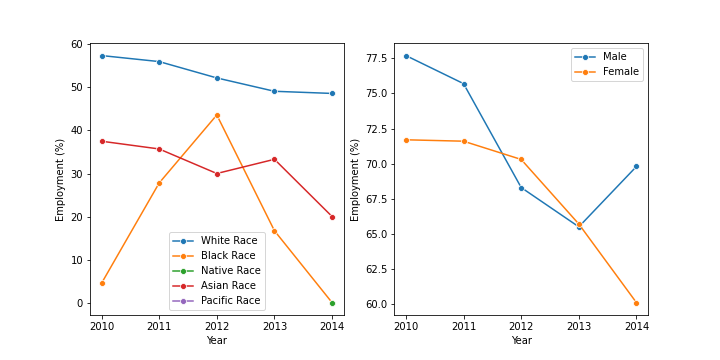 60
50
40
30
20
10
0
Employment (%)
2010 2011 2012 2013 2014
Year
White Race
Black Race
Native Race
Asian Race
Pacific Race
77.5
75.0
72.5
70.0
67.5
65.0
62.5
60.0
Employment (%)
2010 2011 2012 2013 2014
Year
Male
Female